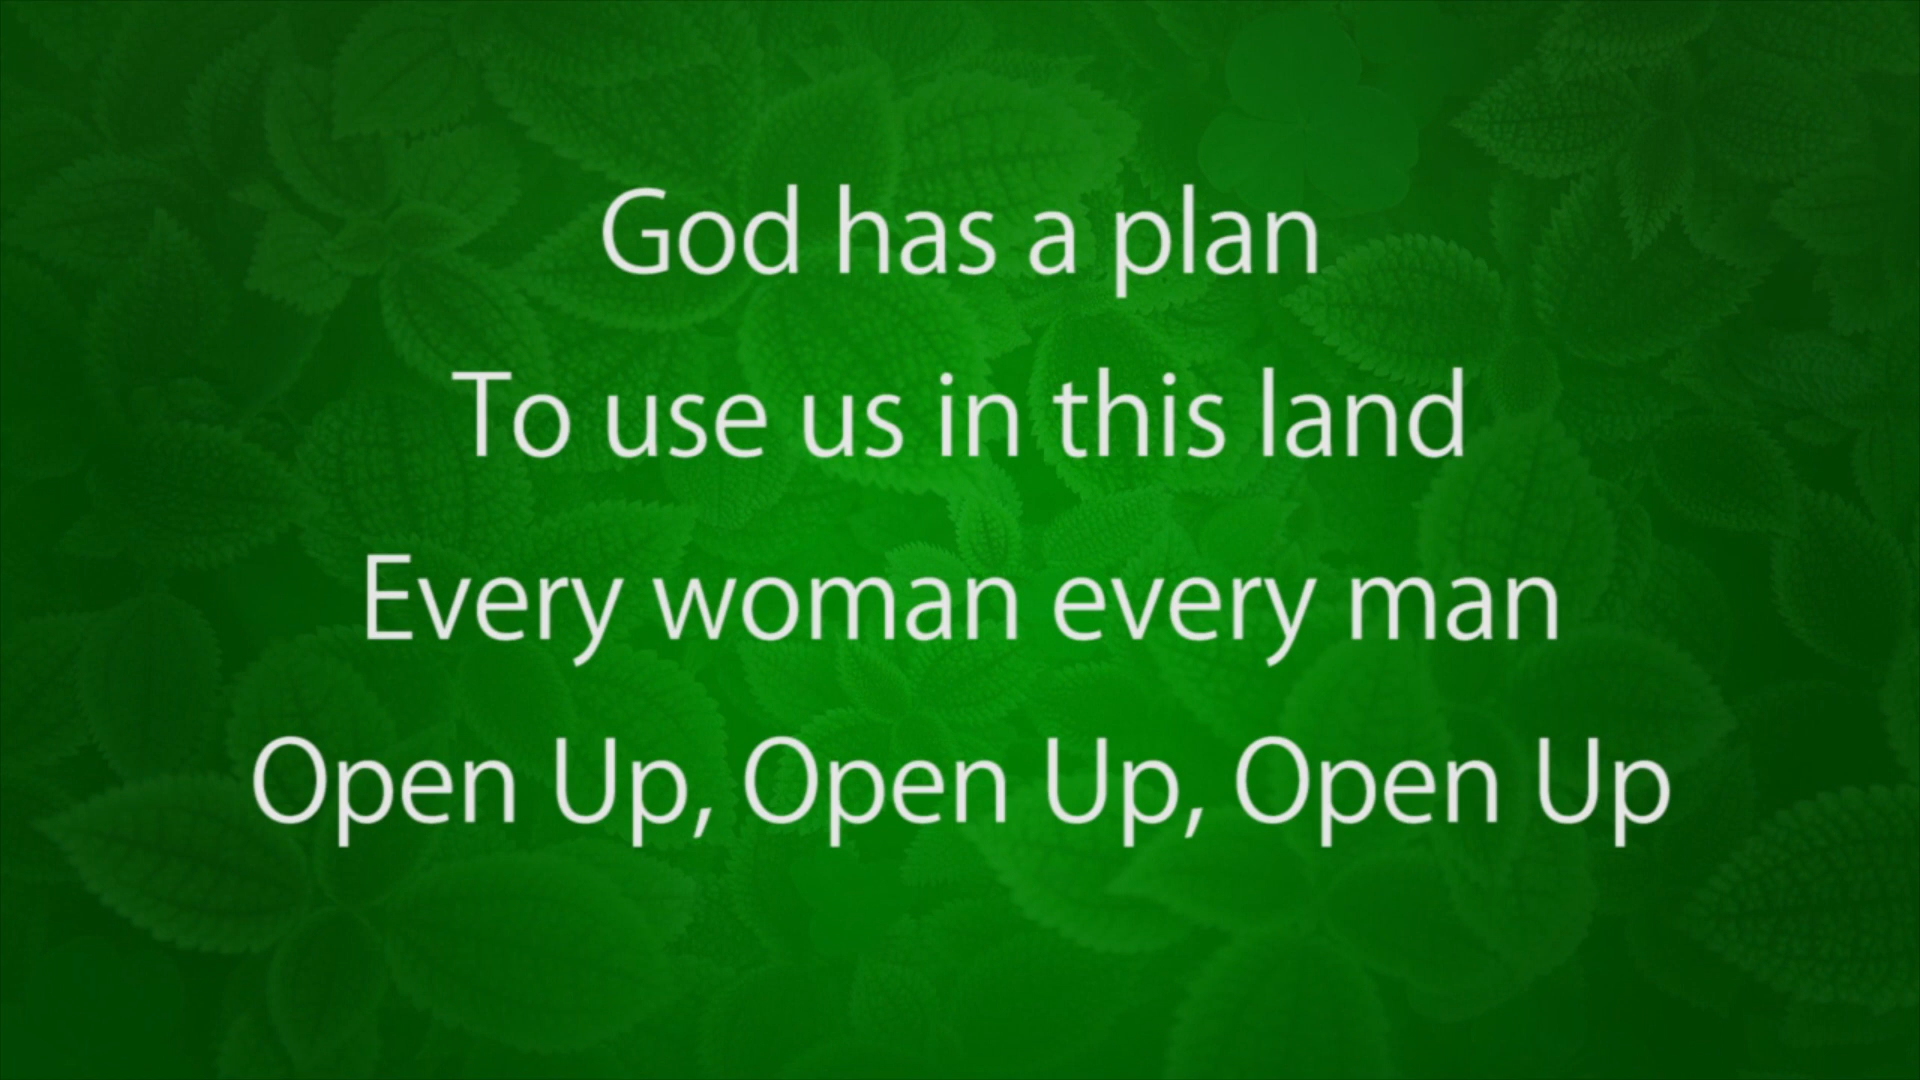 God has a plan
To use us in this land
Every woman every man
Open Up, Open Up, Open Up